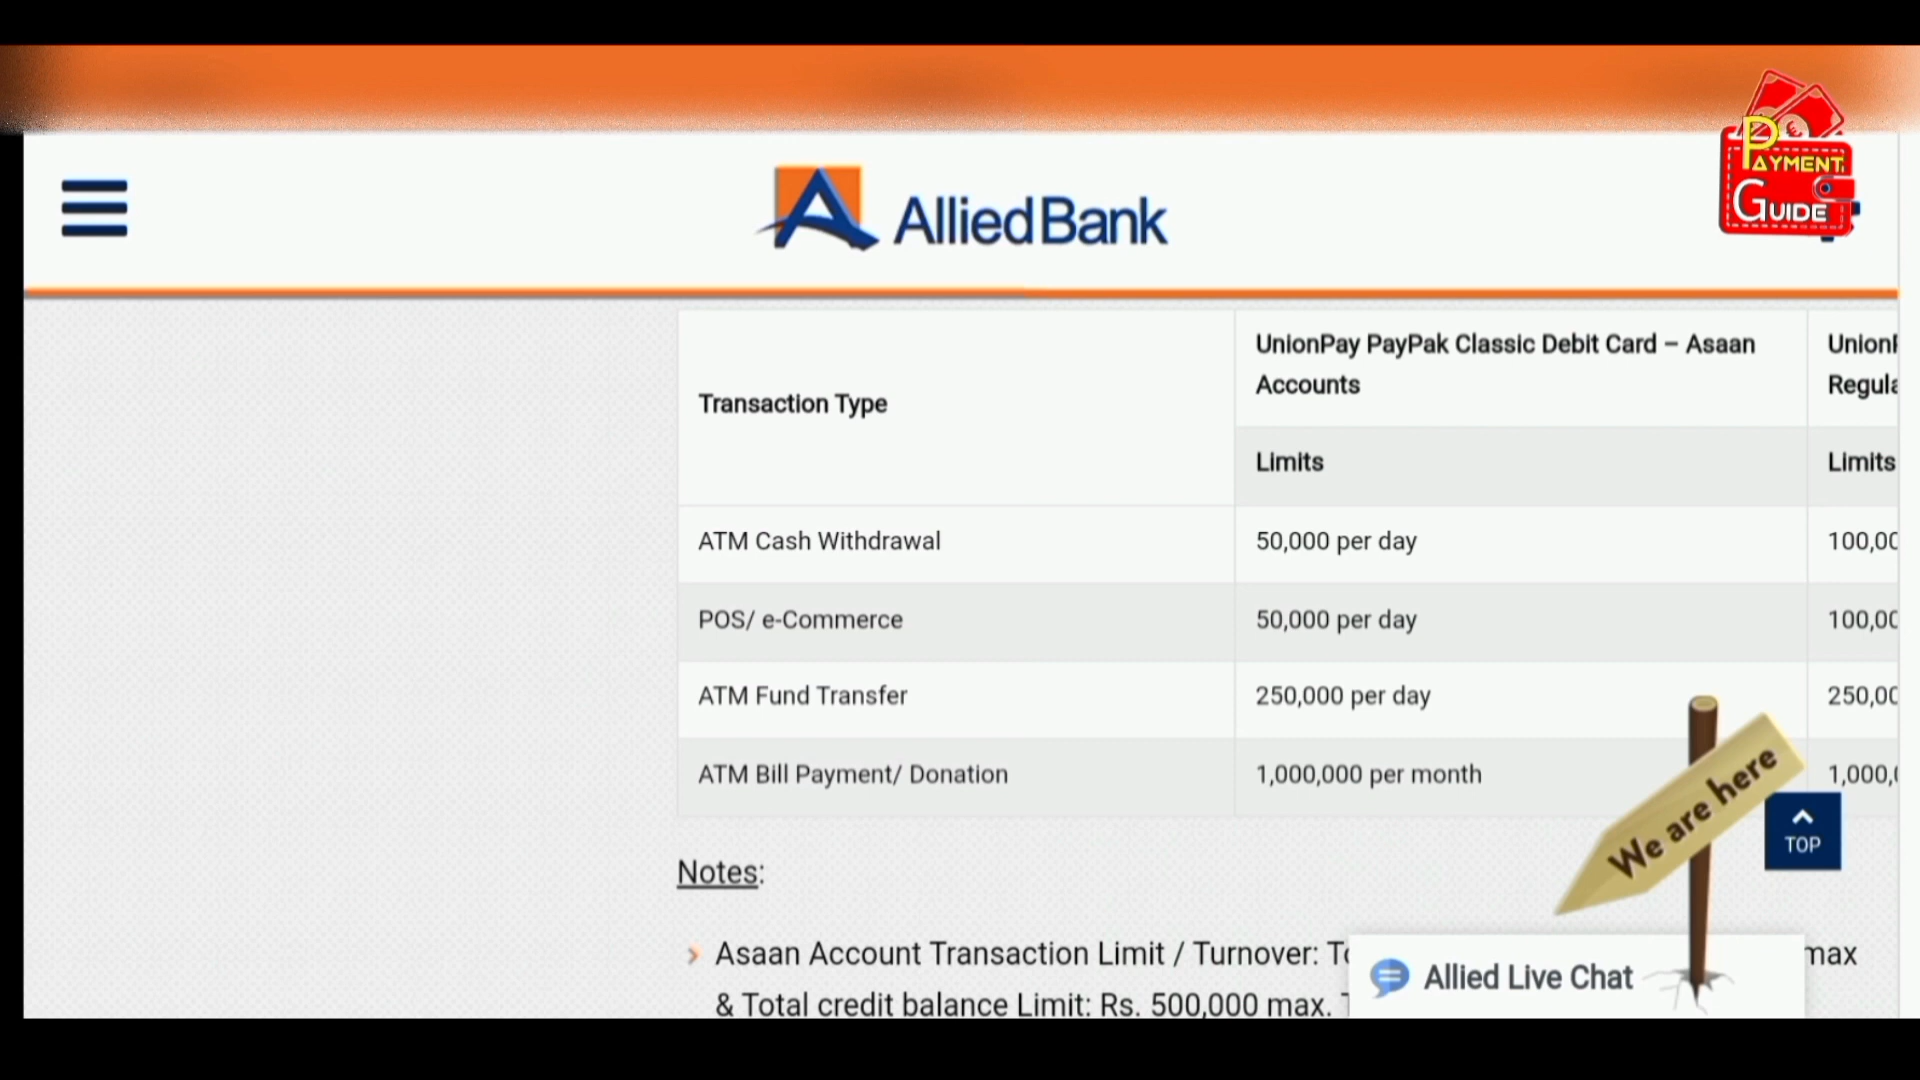 PAYMENT
GUIDE
Allied Bank
Transaction Type
UnionPay PayPak Classic Debit Card – Asaan
Accounts
Limits
Limits
ATM Cash Withdrawal
50,000 per day
POS/ e-Commerce
50,000 per day
ATM Fund Transfer
250,000 per day
ATM Bill Payment/ Donation
1,000,000 per month
We are here
TOP
Notes:
Asaan Account Transaction Limit / Turnover: max
& Total credit balance Limit: Rs. 500,000 max.
Allied Live Chat